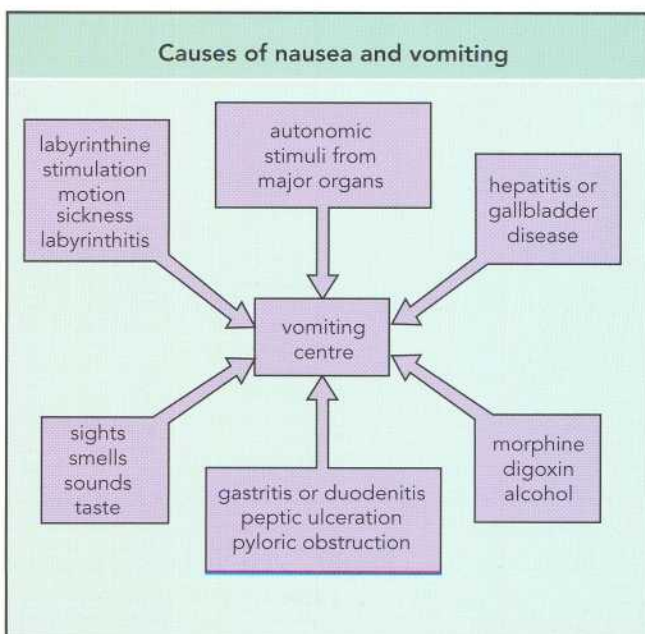 Causes of nausea and vomiting
labyrinthine
stimulation
motion
sickness
labyrinthitis
autonomic
stimuli from
major organs
hepatitis or
gallbladder
disease
vomiting
centre
sights
smells
sounds
taste
gastritis or duodenitis
peptic ulceration
pyloric obstruction
morphine
digoxin
alcohol